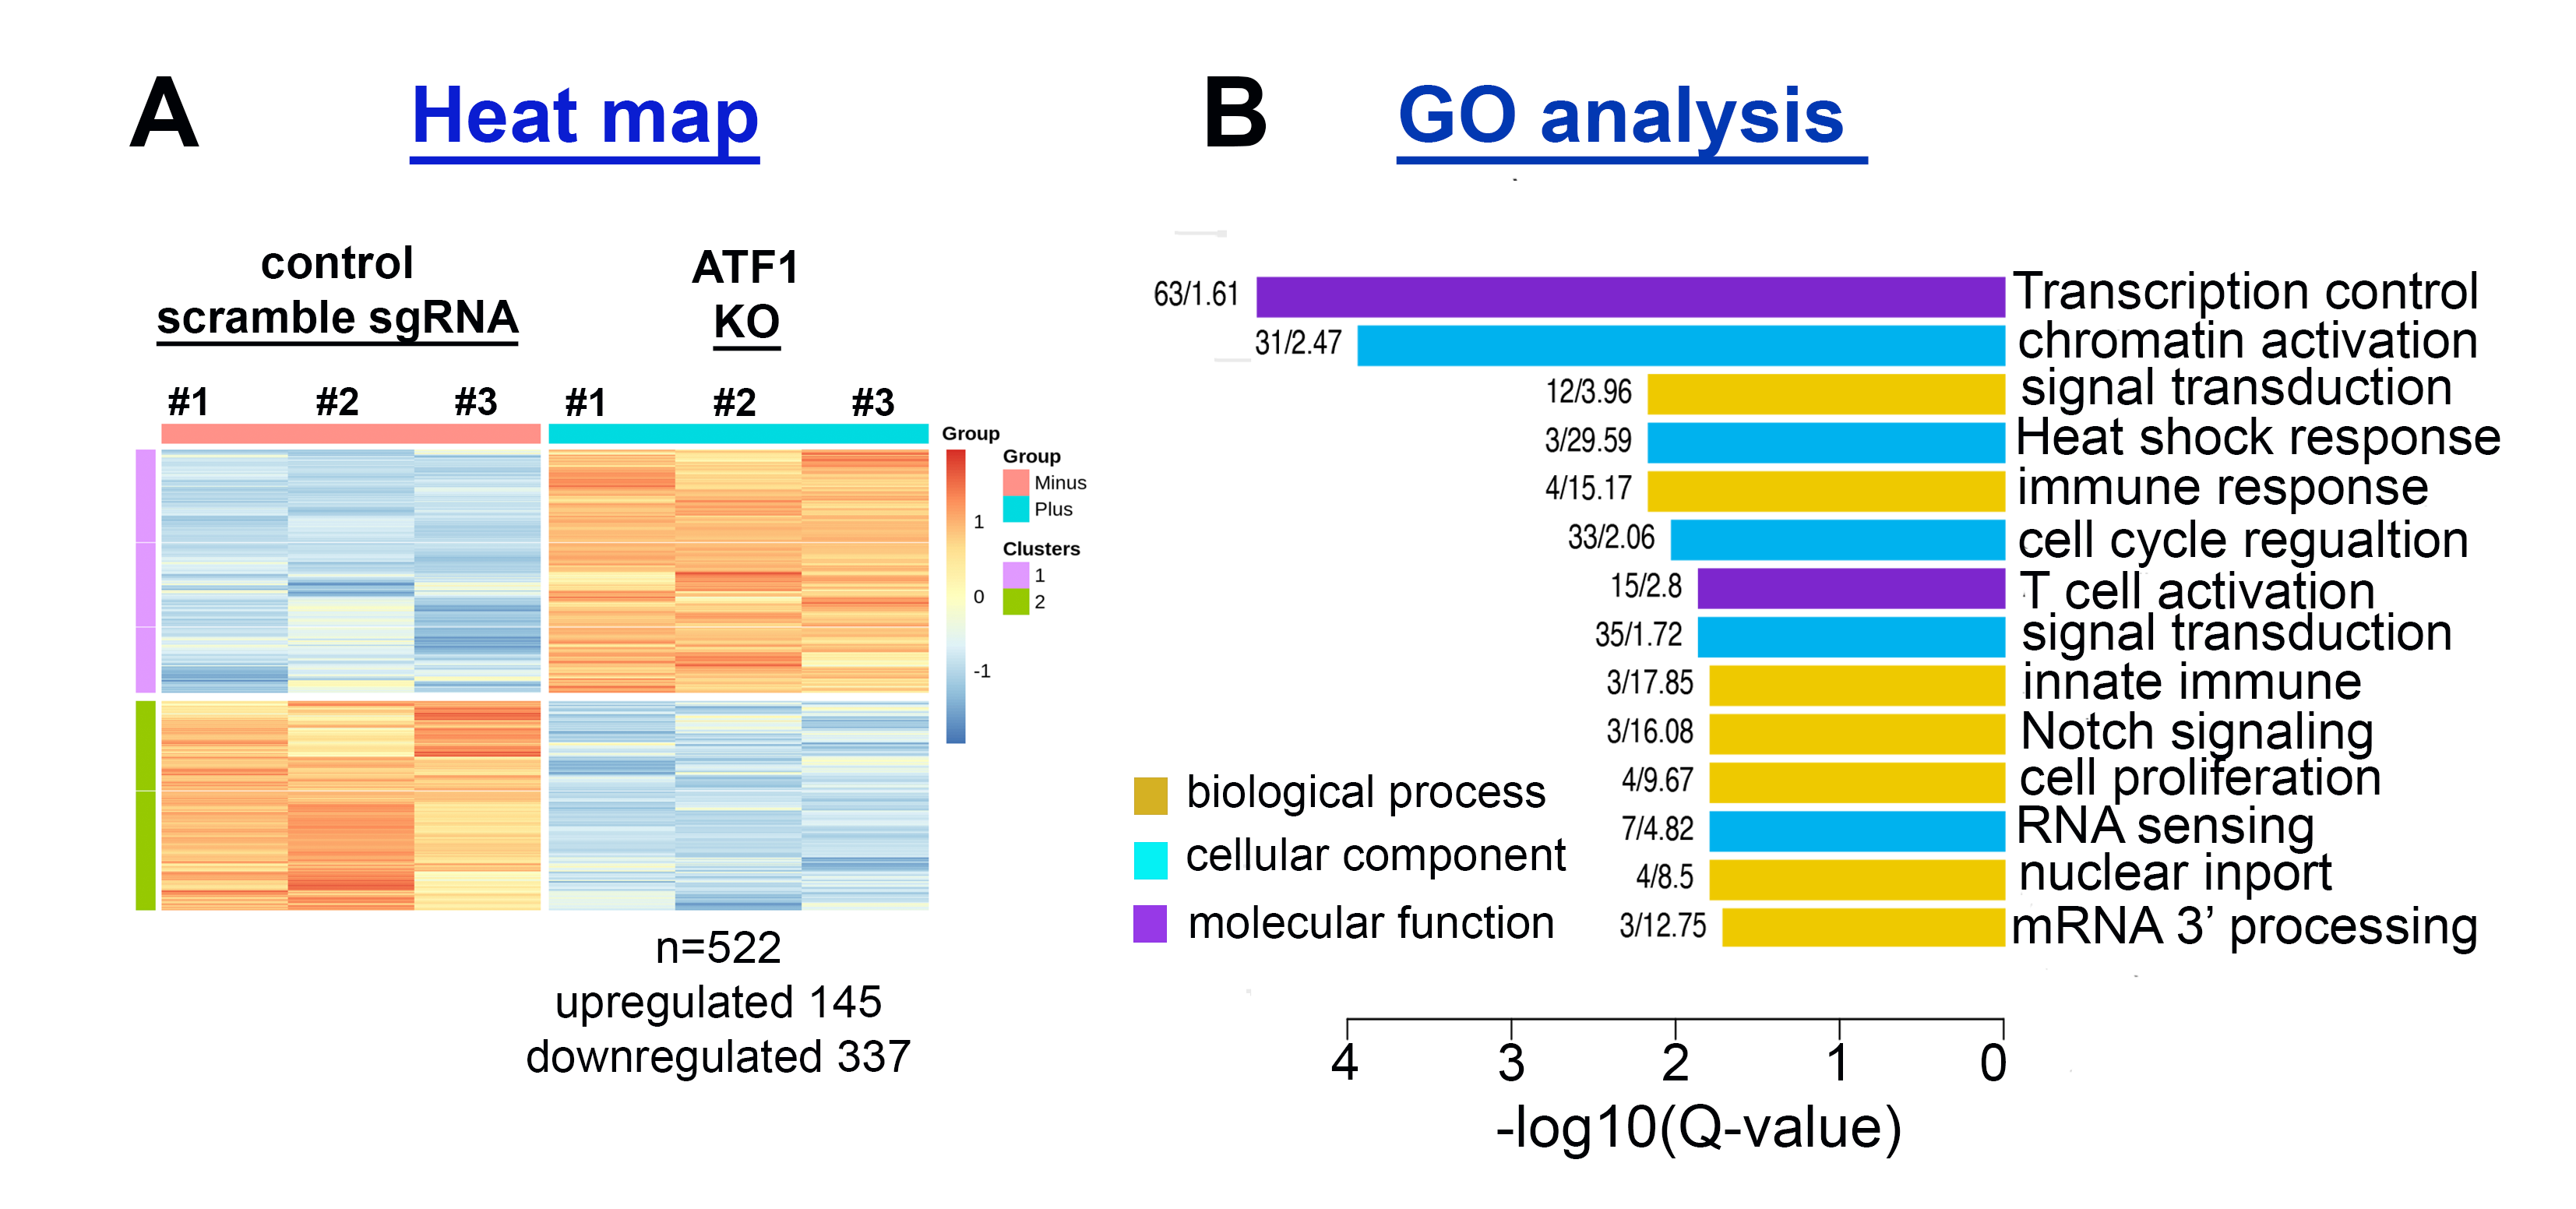 A
Heat map
control
scramble sgRNA
ATF1
KO
#1 #2 #3 #1 #2 #3
Group
1
0
-1
Group
Minus
Plus
Clusters
1
2
n=522
upregulated 145
downregulated 337
B
GO analysis
63/1.61 Transcription control
31/2.47 chromatin activation
12/3.96 signal transduction
3/29.59 Heat shock response
4/15.17 immune response
33/2.06 cell cycle regualtion
15/2.8 T cell activation
35/1.72 signal transduction
3/17.85 innate immune
3/16.08 Notch signaling
4/9.67 cell proliferation
7/4.82 RNA sensing
4/8.5 nuclear inport
3/12.75 mRNA 3’ processing
biological process
cellular component
molecular function
4 3 2 1 0
-log10(Q-value)